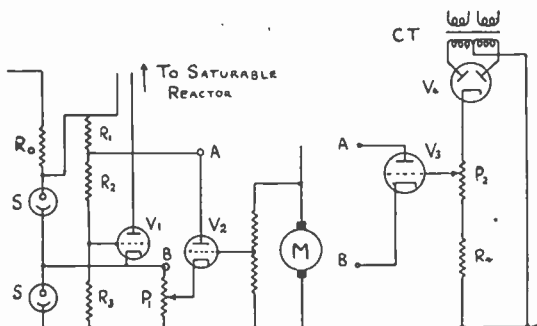 CT
To Saturable
Reactor
V4
R0
R1
A
A
V3
R2
S
V1
V2
P2
B
M
B
R3
P1
R4
S